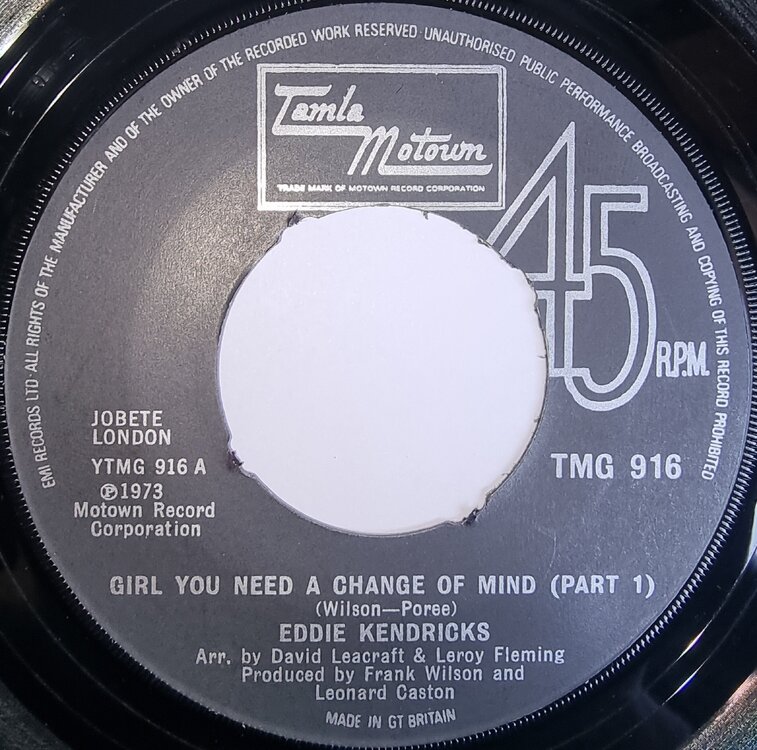 EMI RECORDS LTD · ALL RIGHTS OF THE MANUFACTURER AND OF THE OWNER OF THE RECORDED WORK RESERVED · UNAUTHORISED PUBLIC PERFORMANCE BROADCASTING AND COPYING OF THIS RECORD PROHIBITED
Tamla
Motown
TRADE MARK OF MOTOWN RECORD CORPORATION
45
R.P.M.
JOBETE
LONDON
YTMG 916 A
℗1973
Motown Record
Corporation
TMG 916
GIRL YOU NEED A CHANGE OF MIND (PART 1)
(Wilson—Poree)
EDDIE KENDRICKS
Arr. by David Leacraft & Leroy Fleming
Produced by Frank Wilson and
Leonard Caston
MADE IN GT BRITAIN